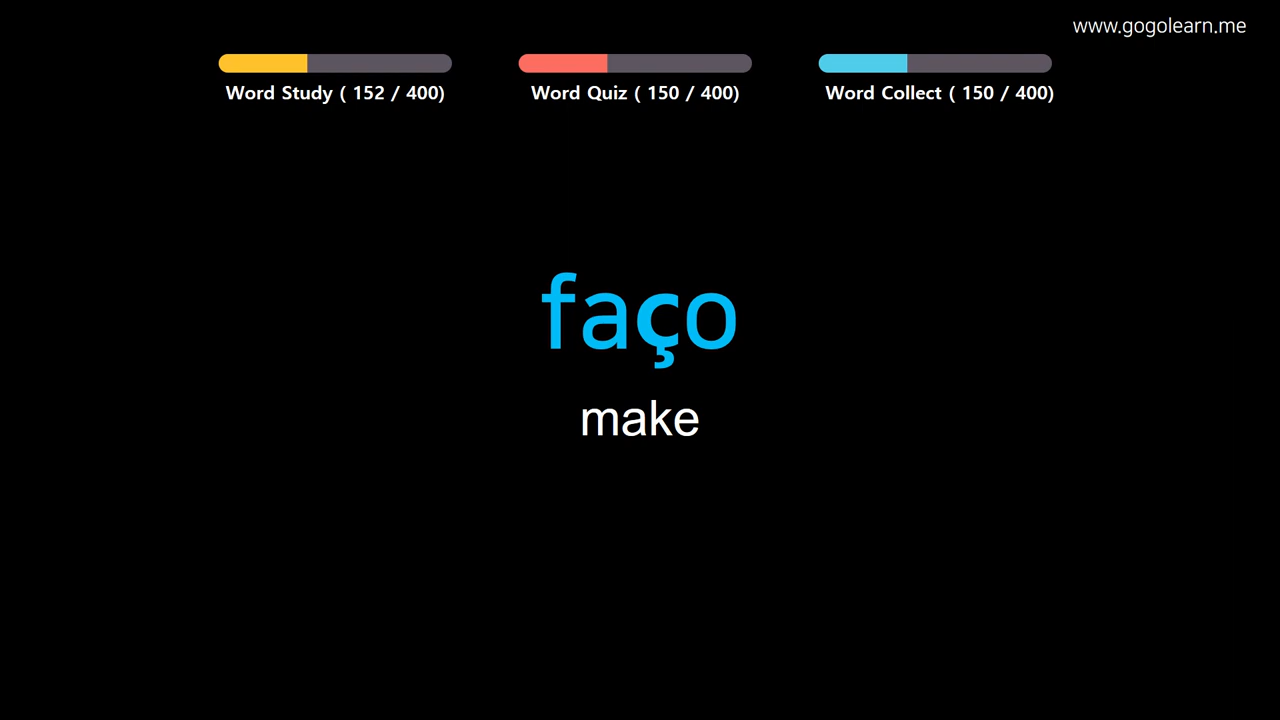 www.gogolearn.me
Word Study ( 152 / 400)
Word Quiz ( 150 / 400)
Word Collect ( 150 / 400)
faço
make